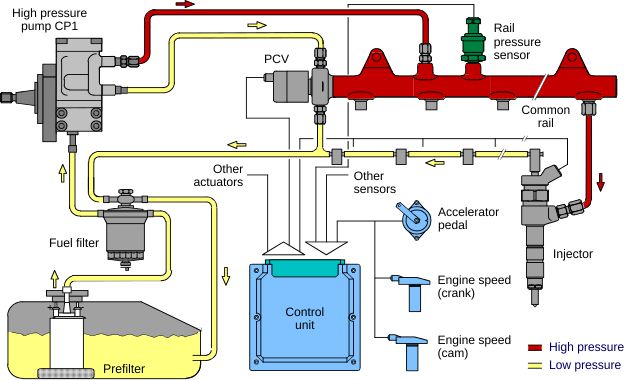 High pressure
pump CP1
PCV
Rail
pressure
sensor
Common
rail
Other
actuators
Other
sensors
Accelerator
pedal
Fuel filter
Injector
Engine speed
(crank)
Control
unit
Engine speed
(cam)
Prefilter
High pressure
Low pressure